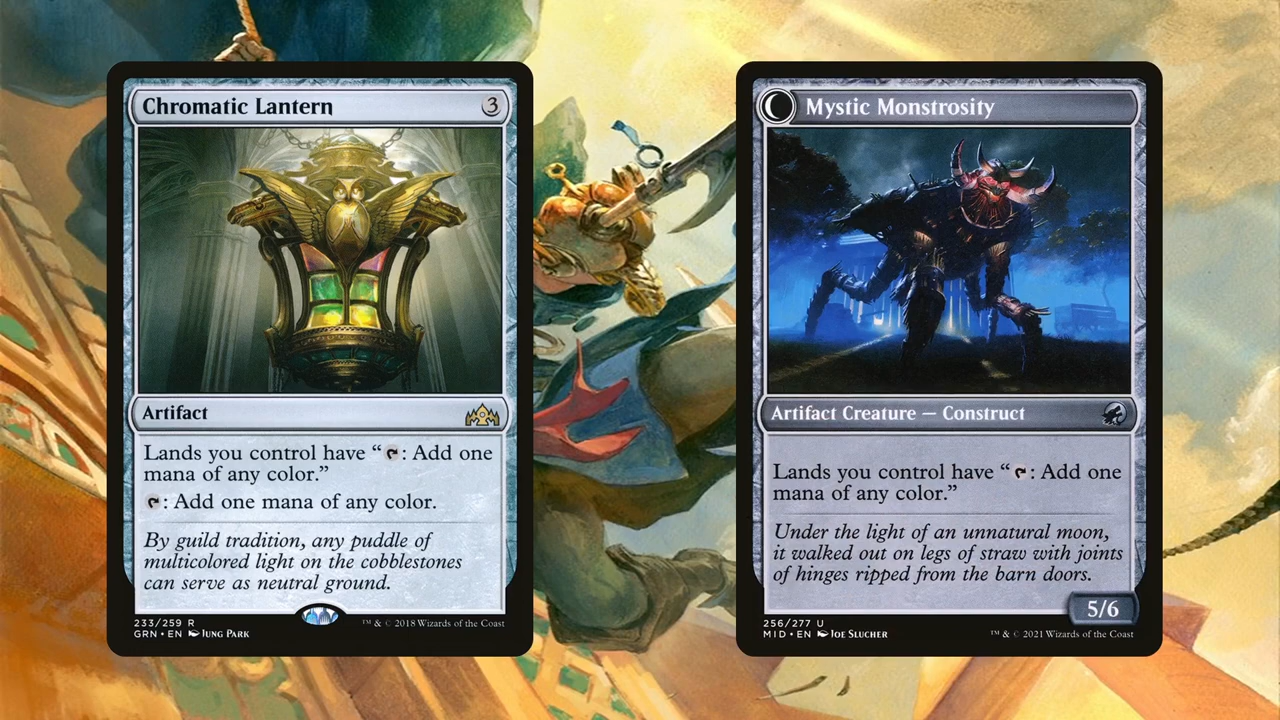 Chromatic Lantern 3
Artifact
Lands you control have “ : Add one
mana of any color.”
: Add one mana of any color.
By guild tradition, any puddle of
multicolored light on the cobblestones
can serve as neutral ground.
233/259 R
GRN • EN Jung Park
™ & © 2018 Wizards of the Coast
Mystic Monstrosity
Artifact Creature — Construct
Lands you control have “ : Add one
mana of any color.”
Under the light of an unnatural moon,
it walked out on legs of straw with joints
of hinges ripped from the barn doors.
5/6
256/277 U
MID • EN Joe Slucher
™ & © 2021 Wizards of the Coast